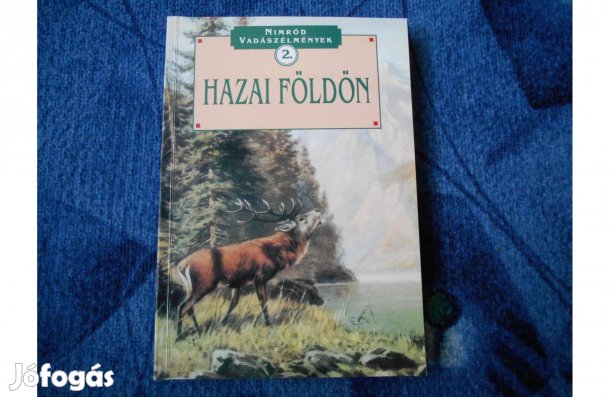 NIMRÓD
VADÁSZÉLMÉNYEK
2.
HAZAI FÖLDÖN
Jófogás